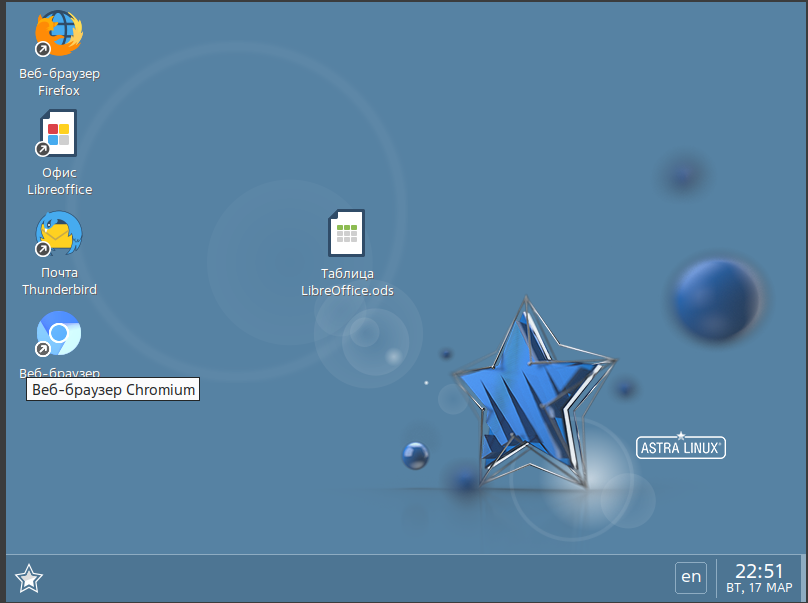 Веб-браузер
Firefox
Офис
Libreoffice
Почта
Thunderbird
Веб-браузер
Веб-браузер Chromium
Таблица
LibreOffice.ods
ASTRA LINUX®
en
22:51
ВТ, 17 МАР